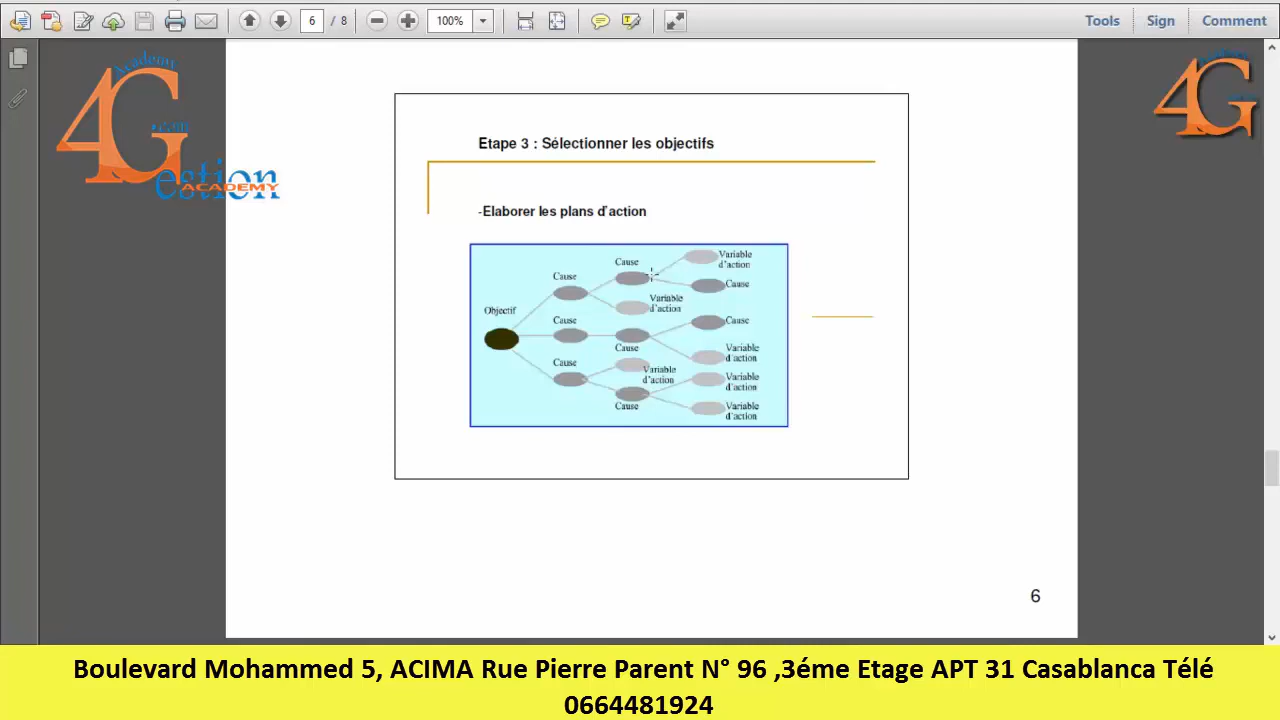 6 / 8
100%
Tools
Sign
Comment
Academy
4G
estion
ACADEMY
4G
Etape 3 : Sélectionner les objectifs
-Elaborer les plans d'action
Objectif
Cause
Cause
Variable
d'action
Cause
Variable
d'action
Cause
Cause
Cause
Variable
d'action
Cause
Variable
d'action
Variable
d'action
Cause
Variable
d'action
6
Boulevard Mohammed 5, ACIMA Rue Pierre Parent N° 96 ,3éme Etage APT 31 Casablanca Télé
0664481924